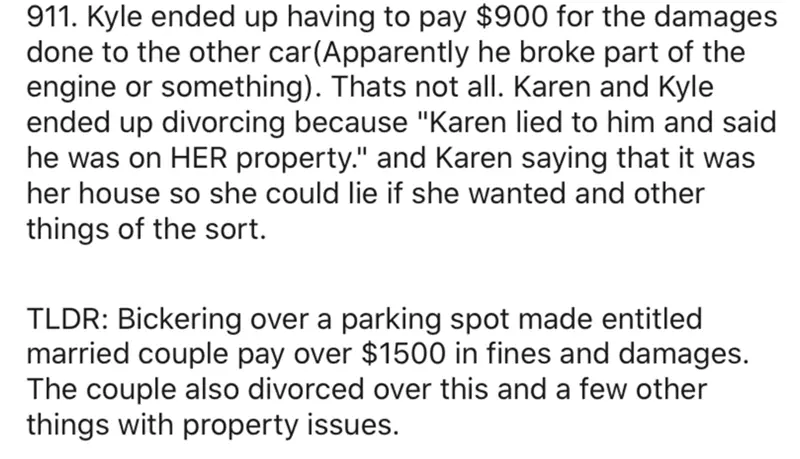 911. Kyle ended up having to pay $900 for the damages
done to the other car(Apparently he broke part of the
engine or something). Thats not all. Karen and Kyle
ended up divorcing because "Karen lied to him and said
he was on HER property." and Karen saying that it was
her house so she could lie if she wanted and other
things of the sort.
TLDR: Bickering over a parking spot made entitled
married couple pay over $1500 in fines and damages.
The couple also divorced over this and a few other
things with property issues.